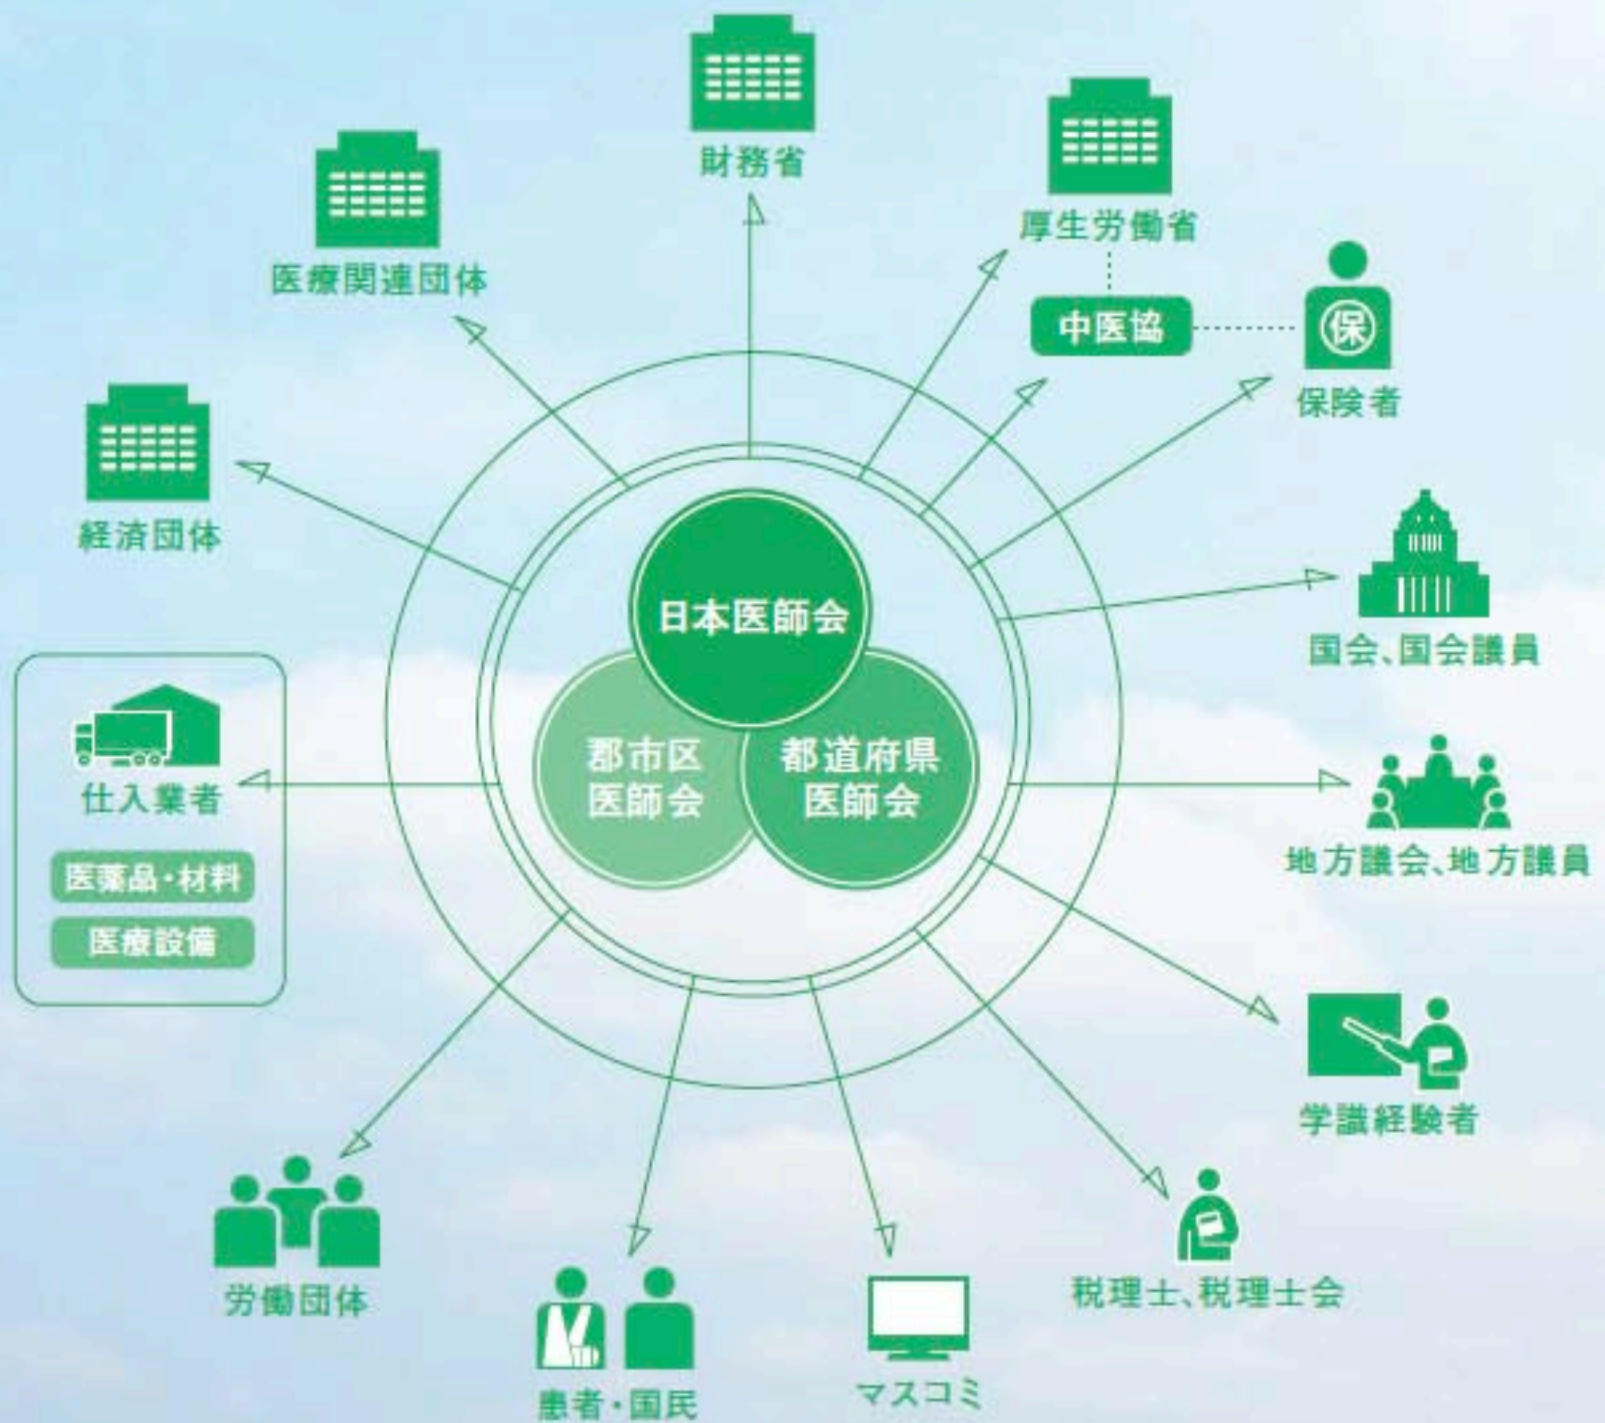 財務省
厚生労働省
医療関連団体
中医協
保
保険者
経済団体
日本医師会
国会、国会議員
郡市区
医師会
都道府県
医師会
仕入業者
医薬品・材料
医療設備
地方議会、地方議員
学識経験者
税理士、税理士会
労働団体
患者・国民
マスコミ